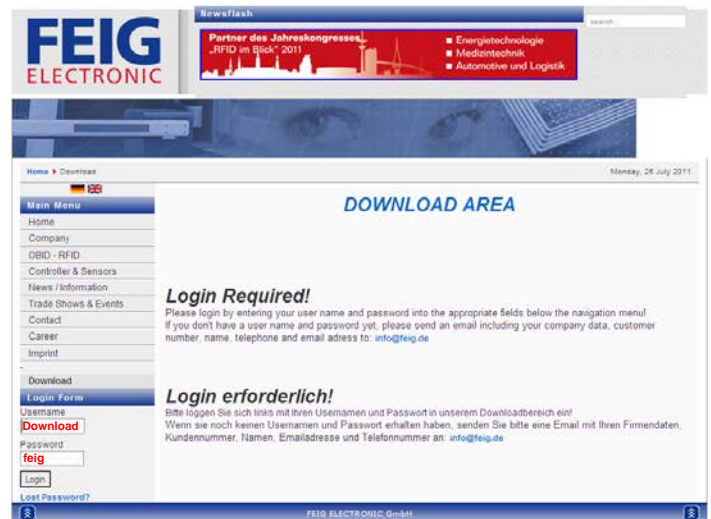 FEIG
ELECTRONIC
Newsflash
search...
Partner des Jahreskongresses
„RFID im Blick" 2011
Energietechnologie
Medizintechnik
Automotive und Logistik
Home Download
Monday, 25 July 2011
Main Menu
Home
Company
OBID - RFID
Controller & Sensors
News / Information
Trade Shows & Events
Contact
Career
Imprint
-
Download
Login Form
Username
Download
Password
feig
Login
Lost Password?
DOWNLOAD AREA
Login Required!
Please login by entering your user name and password into the appropriate fields below the navigation menu!
If you don't have a user name and password yet, please send an email including your company data, customer
number, name, telephone and email adress to: info@feig.de
Login erforderlich!
Bitte loggen Sie sich links mit Ihren Usernamen und Passwort in unserem Downloadbereich ein!
Wenn sie noch keinen Usernamen und Passwort erhalten haben, senden Sie bitte eine Email mit Ihren Firmendaten,
Kundennummer, Namen, Emailadresse und Telefonnummer an: info@feig.de
FEIG ELECTRONIC GmbH